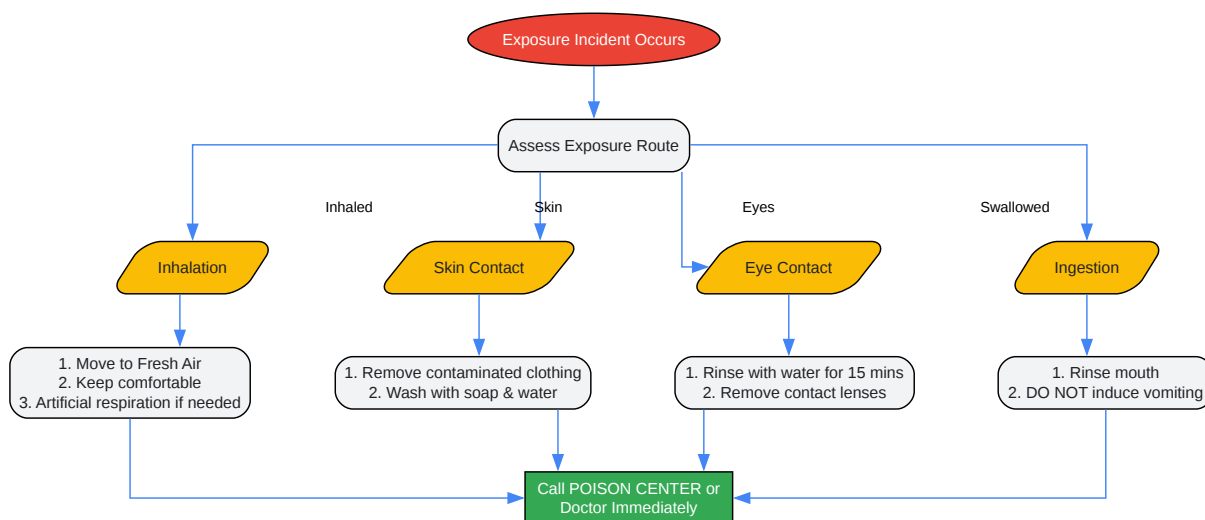 Exposure Incident Occurs
Assess Exposure Route
Inhaled
Skin
Eyes
Swallowed
Inhalation
Skin Contact
Eye Contact
Ingestion
1. Move to Fresh Air
2. Keep comfortable
3. Artificial respiration if needed
1. Remove contaminated clothing
2. Wash with soap & water
1. Rinse with water for 15 mins
2. Remove contact lenses
1. Rinse mouth
2. DO NOT induce vomiting
Call POISON CENTER or
Doctor Immediately